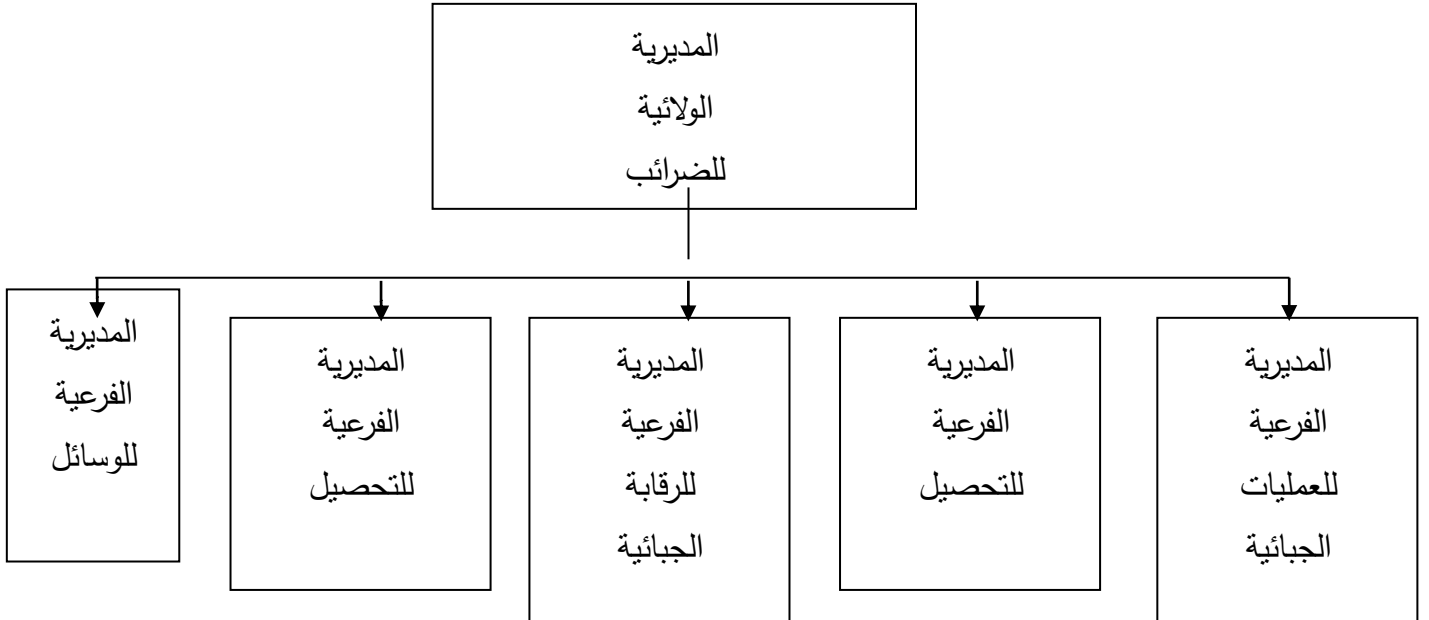 المديرية
الولائية
للضرائب
المديرية
الفرعية
للعمليات
الجبائية
المديرية
الفرعية
للتحصيل
المديرية
الفرعية
للرقابة
الجبائية
المديرية
الفرعية
للتحصيل
المديرية
الفرعية
للوسائل